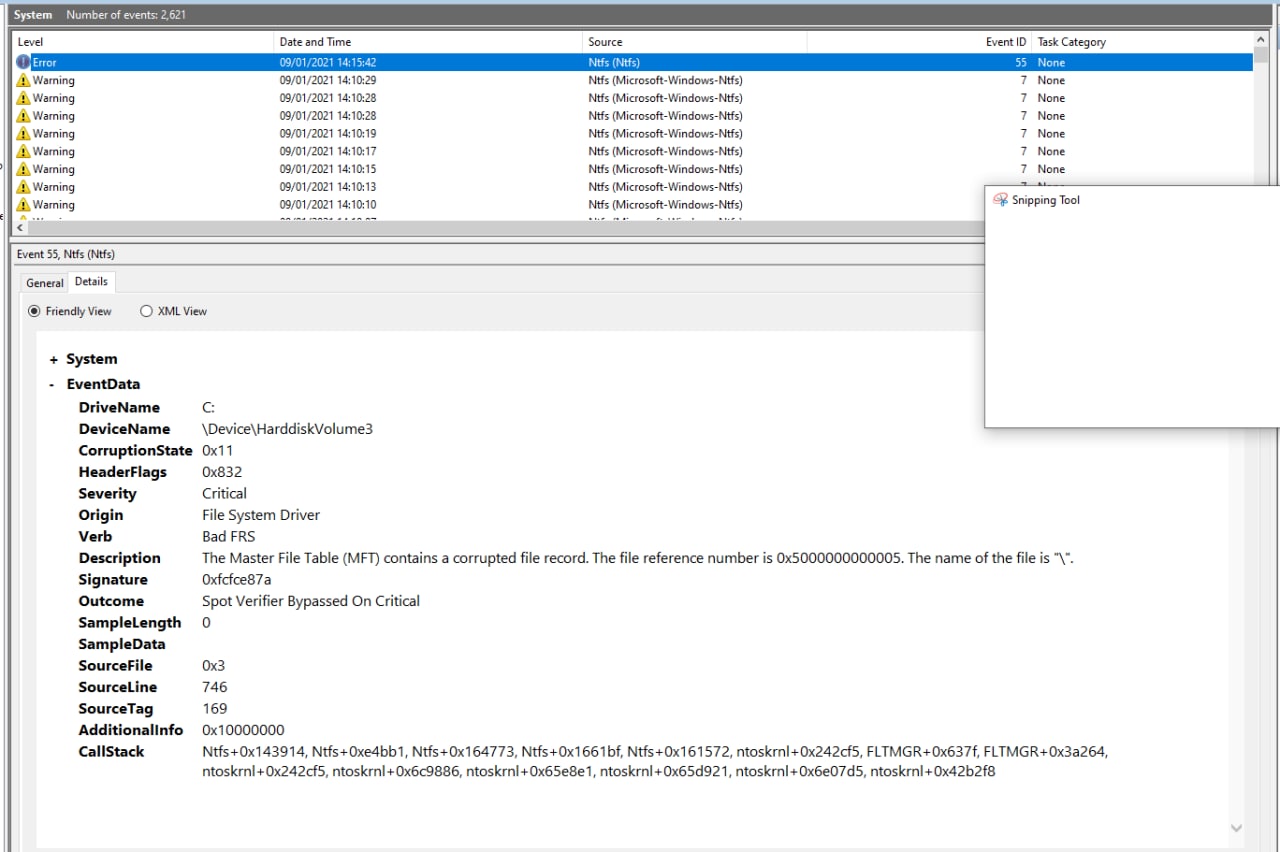 System Number of events: 2,621
Level Date and Time Source Event ID Task Category
Error 09/01/2021 14:15:42 Ntfs (Ntfs) 55 None
Warning 09/01/2021 14:10:29 Ntfs (Microsoft-Windows-Ntfs) 7 None
Warning 09/01/2021 14:10:28 Ntfs (Microsoft-Windows-Ntfs) 7 None
Warning 09/01/2021 14:10:28 Ntfs (Microsoft-Windows-Ntfs) 7 None
Warning 09/01/2021 14:10:19 Ntfs (Microsoft-Windows-Ntfs) 7 None
Warning 09/01/2021 14:10:17 Ntfs (Microsoft-Windows-Ntfs) 7 None
Warning 09/01/2021 14:10:15 Ntfs (Microsoft-Windows-Ntfs) 7 None
Warning 09/01/2021 14:10:13 Ntfs (Microsoft-Windows-Ntfs)
Warning 09/01/2021 14:10:10 Ntfs (Microsoft-Windows-Ntfs)
Snipping Tool
Event 55, Ntfs (Ntfs)
General Details
Friendly View XML View
+ System
- EventData
DriveName C:
DeviceName \Device\HarddiskVolume3
CorruptionState 0x11
HeaderFlags 0x832
Severity Critical
Origin File System Driver
Verb Bad FRS
Description The Master File Table (MFT) contains a corrupted file record. The file reference number is 0x5000000000005. The name of the file is "\".
Signature 0xfcfce87a
Outcome Spot Verifier Bypassed On Critical
SampleLength 0
SampleData
SourceFile 0x3
SourceLine 746
SourceTag 169
AdditionalInfo 0x10000000
CallStack Ntfs+0x143914, Ntfs+0xe4bb1, Ntfs+0x164773, Ntfs+0x1661bf, Ntfs+0x161572, ntoskrnl+0x242cf5, FLTMGR+0x637f, FLTMGR+0x3a264,
ntoskrnl+0x242cf5, ntoskrnl+0x6c9886, ntoskrnl+0x65e8e1, ntoskrnl+0x65d921, ntoskrnl+0x6e07d5, ntoskrnl+0x42b2f8